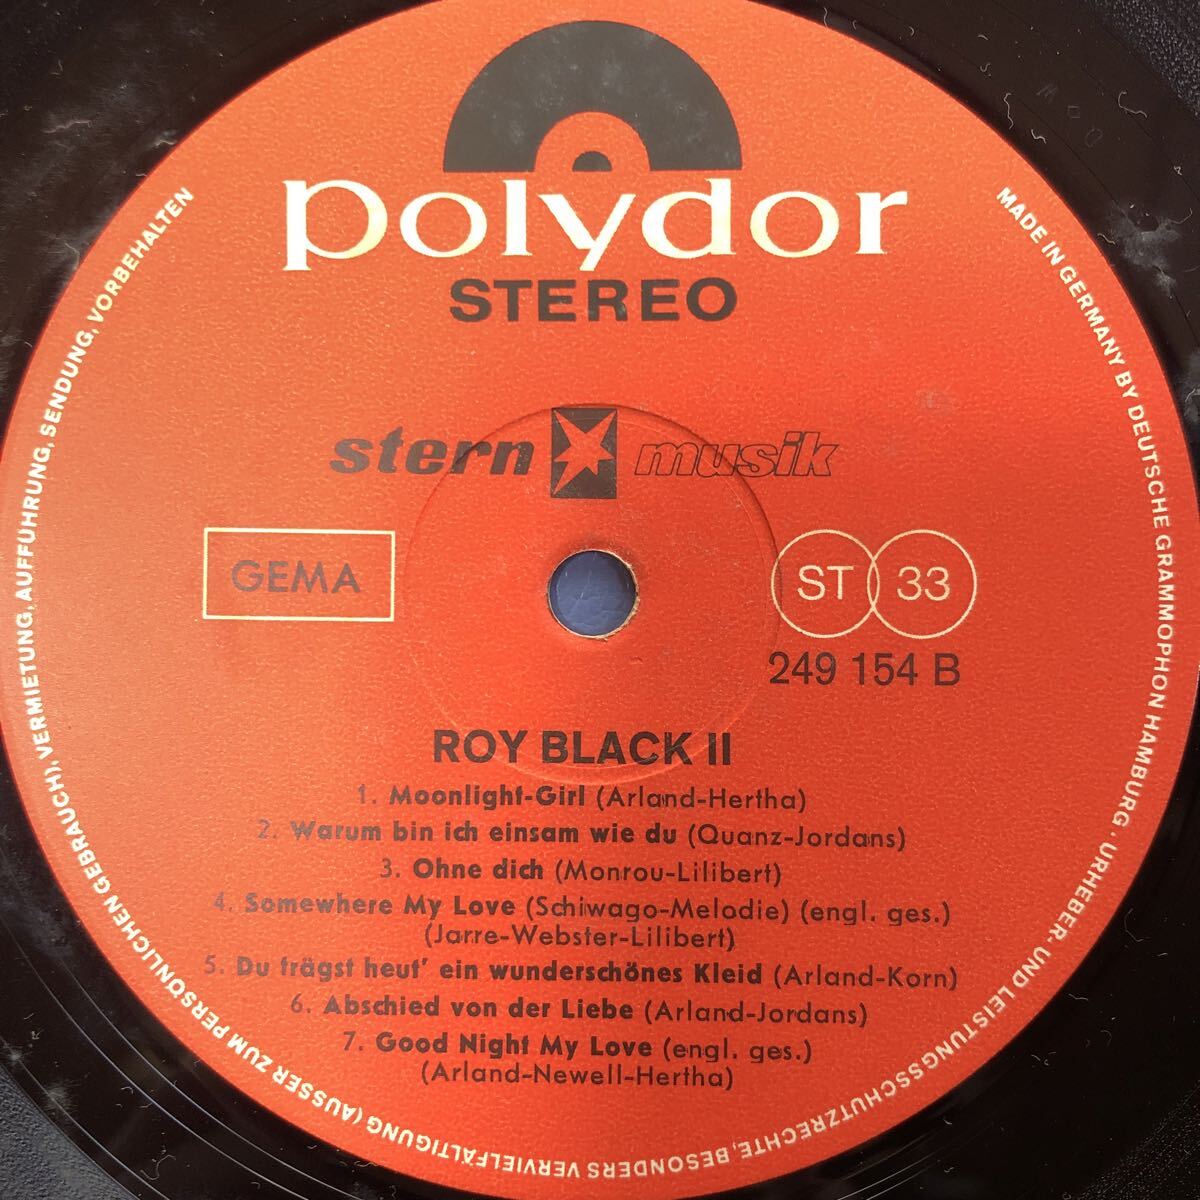 polydor
STEREO
stern musik
GEMA
ST 33
249 154 B
ROY BLACK II
1. Moonlight-Girl (Arland-Hertha)
2. Warum bin ich einsam wie du (Quanz-Jordans)
3. Ohne dich (Monrou-Lilibert)
4. Somewhere My Love (Schiwago-Melodie) (engl. ges.)
(Jarre-Webster-Lilibert)
5. Du trägst heut' ein wunderschönes Kleid (Arland-Korn)
6. Abschied von der Liebe (Arland-Jordans)
7. Good Night My Love (engl. ges.)
(Arland-Newell-Hertha)
MADE IN GERMANY BY DEUTSCHE GRAMMOPHON HAMBURG . URHEBER- UND LEISTUNGSSCHUTZRECHTE, BESONDERS VERVIELFÄLTIGUNG (AUSSER ZUM PERSÖNLICHEN GEBRAUCH), VERMIETUNG, AUFFÜHRUNG, SENDUNG, VORBEHALTEN